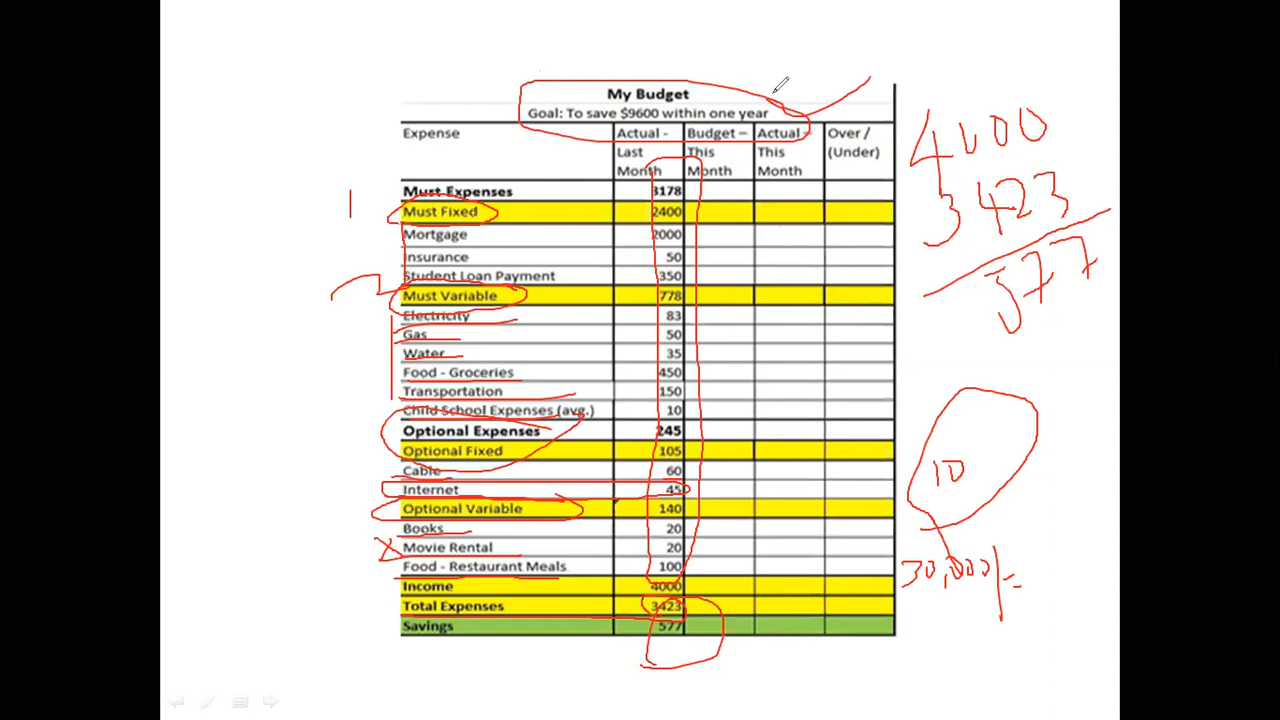 My Budget
Goal: To save $9600 within one year
Expense Actual - Last Month Budget – This Month Actual – This Month Over / (Under)
Must Expenses 3178
Must Fixed 2400
Mortgage 2000
Insurance 50
Student Loan Payment 350
Must Variable 778
Electricity 83
Gas 50
Water 35
Food - Groceries 450
Transportation 150
Child School Expenses (avg.) 10
Optional Expenses 245
Optional Fixed 105
Cable 60
Internet 45
Optional Variable 140
Books 20
Movie Rental 20
Food - Restaurant Meals 100
Income 4000
Total Expenses 3423
Savings 577
1
2
4000
3423
577
10
30,000/=